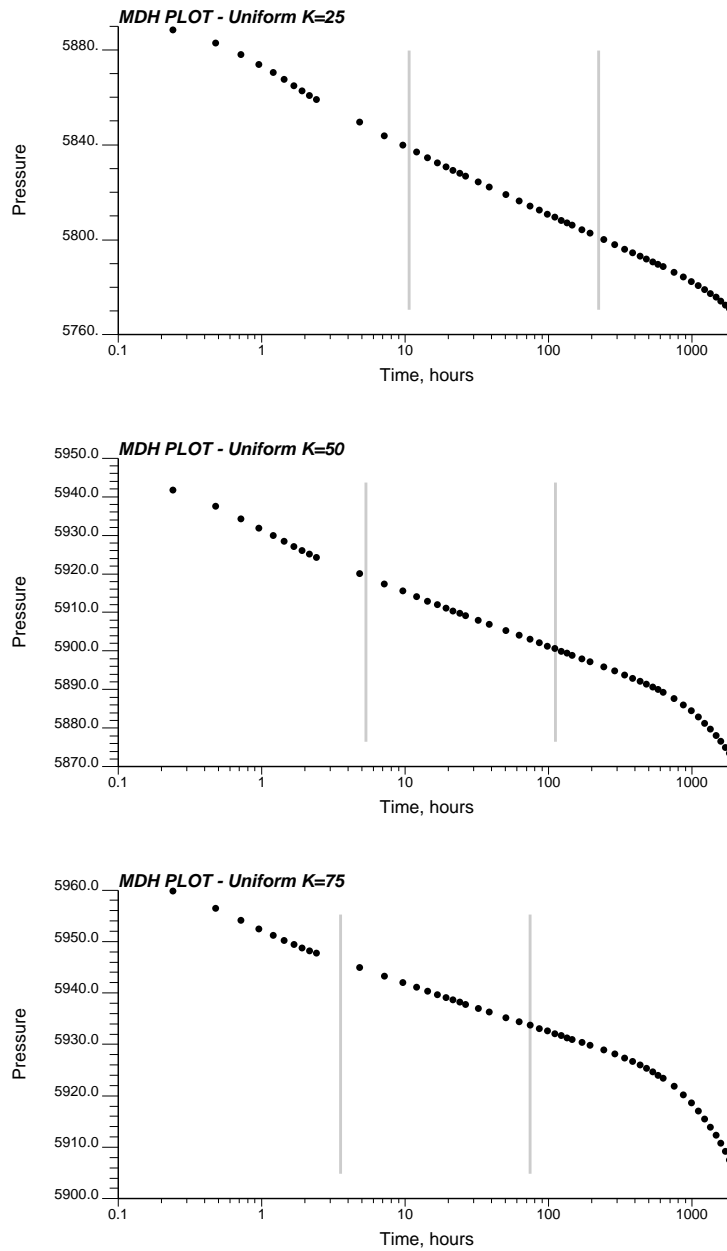 MDH PLOT - Uniform K=25
5880.
5840.
5800.
5760.
Pressure
0.1 1 10 100 1000
Time, hours
MDH PLOT - Uniform K=50
5950.0
5940.0
5930.0
5920.0
5910.0
5900.0
5890.0
5880.0
5870.0
Pressure
0.1 1 10 100 1000
Time, hours
MDH PLOT - Uniform K=75
5960.0
5950.0
5940.0
5930.0
5920.0
5910.0
5900.0
Pressure
0.1 1 10 100 1000
Time, hours